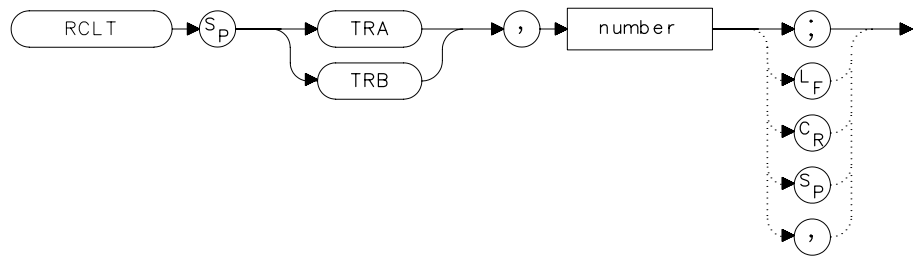 RCLT SP TRA , number ;
TRB LF
CR
SP
,